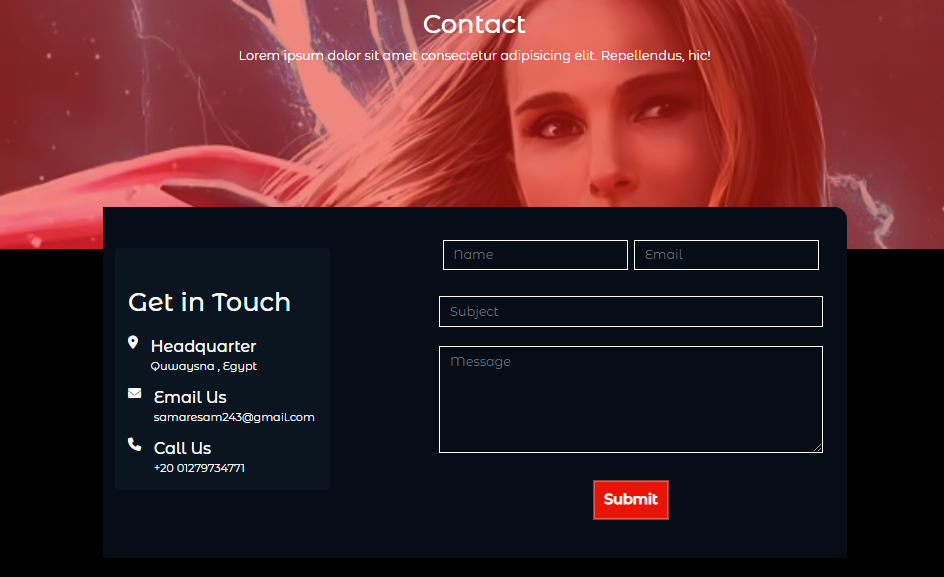 Contact
Lorem ipsum dolor sit amet consectetur adipisicing elit. Repellendus, hic!
Get in Touch
Headquarter
Quwaysna , Egypt
Email Us
samaresam243@gmail.com
Call Us
+20 01279734771
Name
Email
Subject
Message
Submit